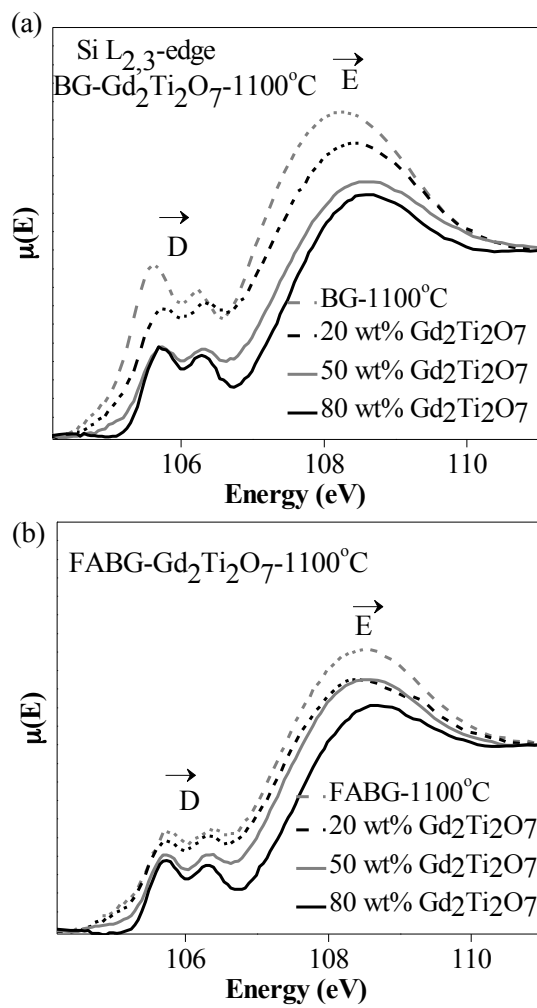 (a)
Si L2,3-edge
BG-Gd2Ti2O7-1100°C
E
D
μ(E)
BG-1100°C
20 wt% Gd2Ti2O7
50 wt% Gd2Ti2O7
80 wt% Gd2Ti2O7
106 108 110
Energy (eV)
(b)
FABG-Gd2Ti2O7-1100°C
E
D
μ(E)
FABG-1100°C
20 wt% Gd2Ti2O7
50 wt% Gd2Ti2O7
80 wt% Gd2Ti2O7
106 108 110
Energy (eV)